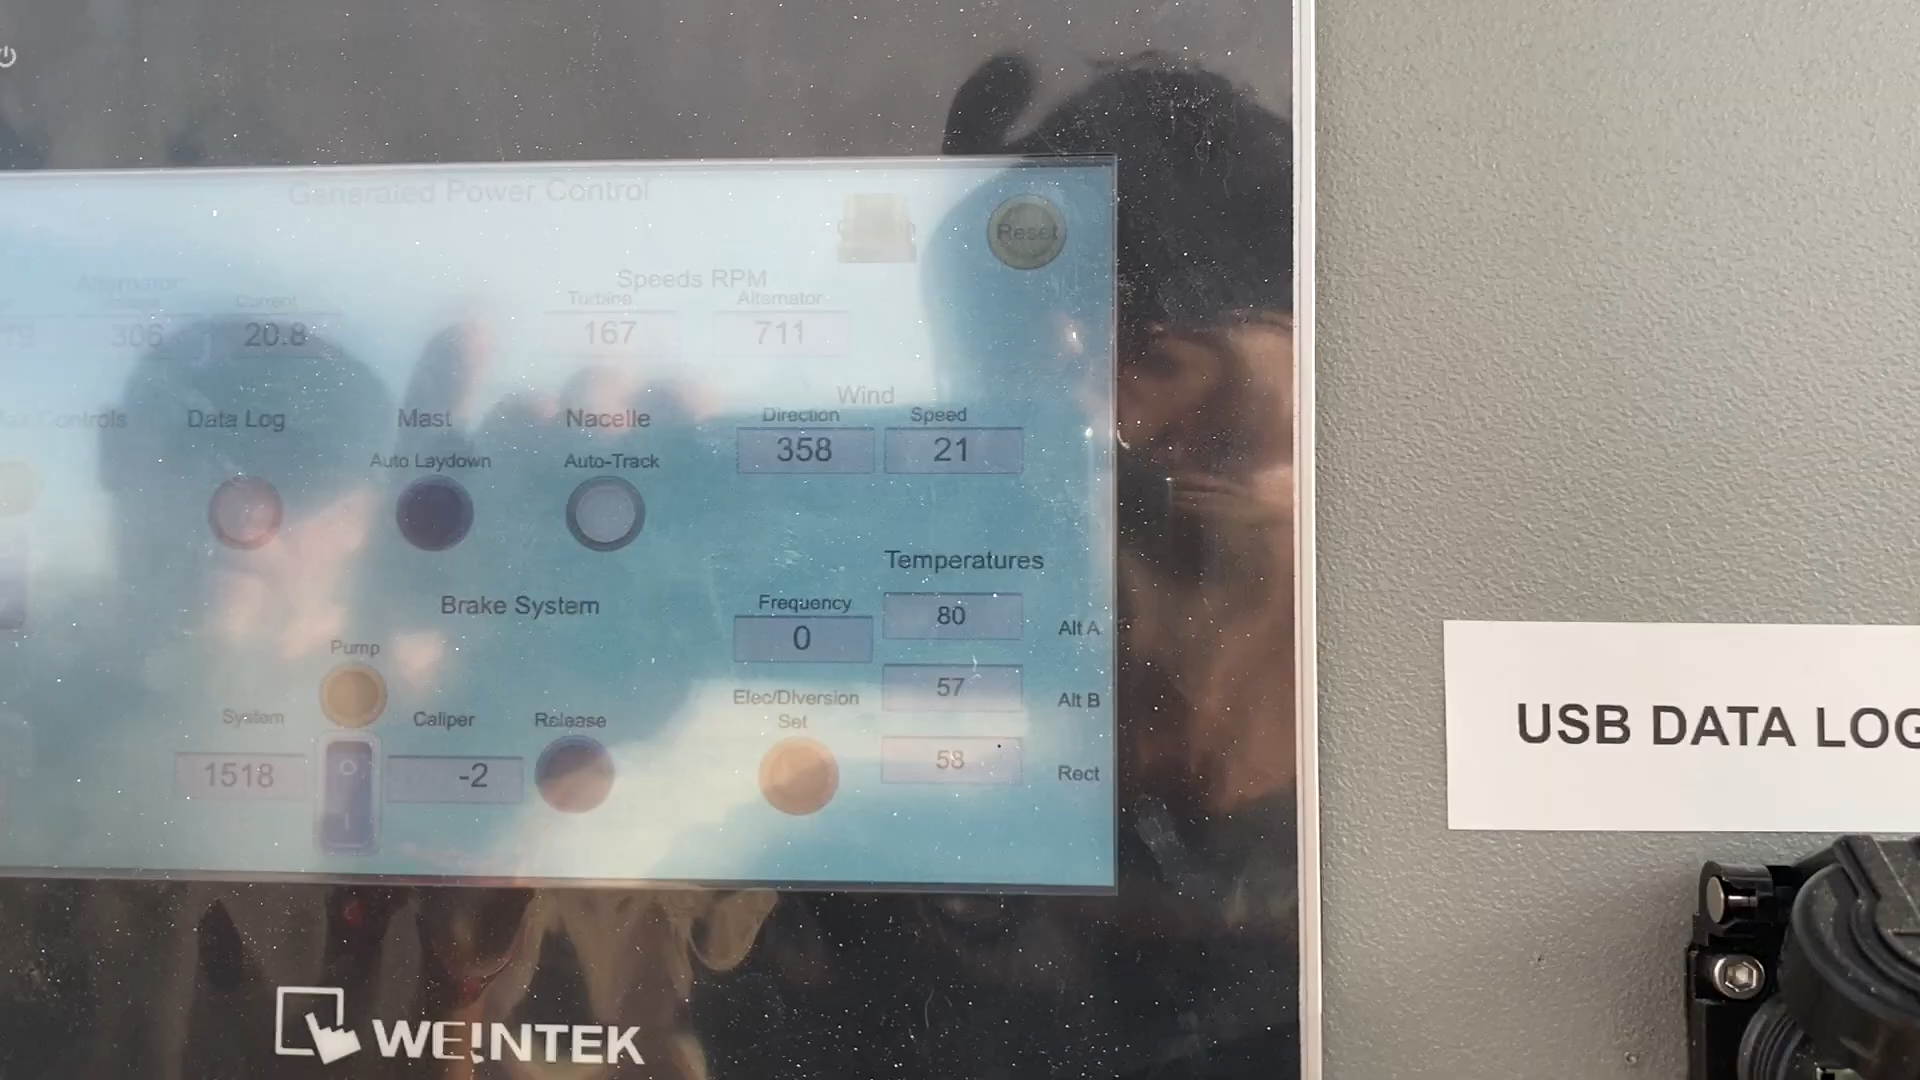 Generated Power Control
Reset
Alternator
Speeds RPM
Current
Turbine
Alternator
306
20.8
167
711
Wind
Controls
Data Log
Mast
Nacelle
Direction
Speed
358
21
Auto Laydown
Auto-Track
Temperatures
Brake System
Frequency
80
Alt A
0
Pump
57
Alt B
Elec/DIversion
Set
System
Caliper
Release
1518
-2
58
Rect
USB DATA LOG
WEINTEK